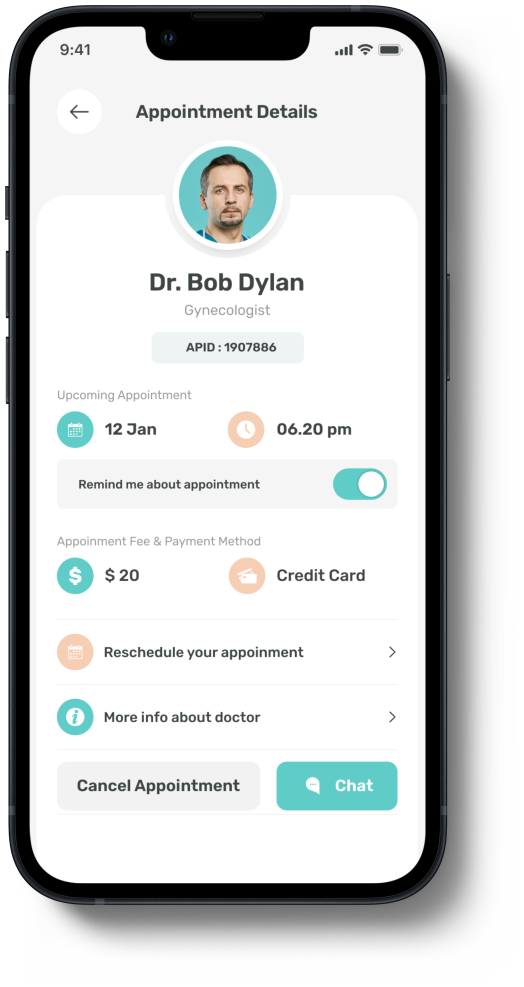 9:41
Appointment Details
Dr. Bob Dylan
Gynecologist
APID : 1907886
Upcoming Appointment
12 Jan
06.20 pm
Remind me about appointment
Appoinment Fee & Payment Method
$ 20
Credit Card
Reschedule your appoinment
More info about doctor
Cancel Appointment
Chat